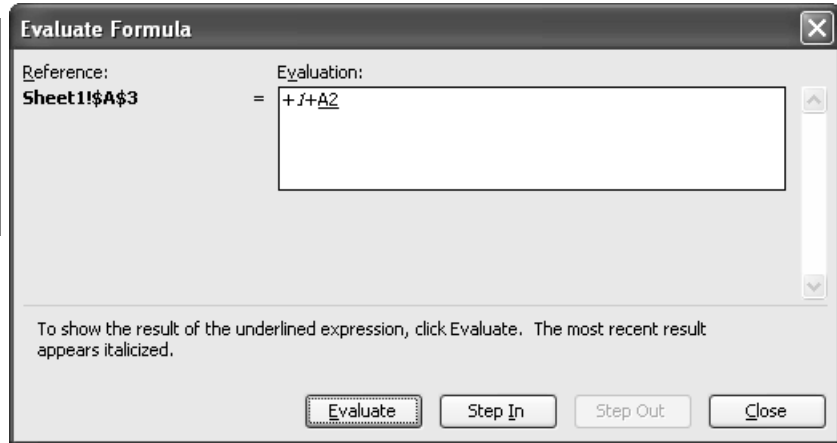 Evaluate Formula
Reference: Evaluation:
Sheet1!$A$3 = +1+A2
To show the result of the underlined expression, click Evaluate. The most recent result
appears italicized.
Evaluate Step In Step Out Close